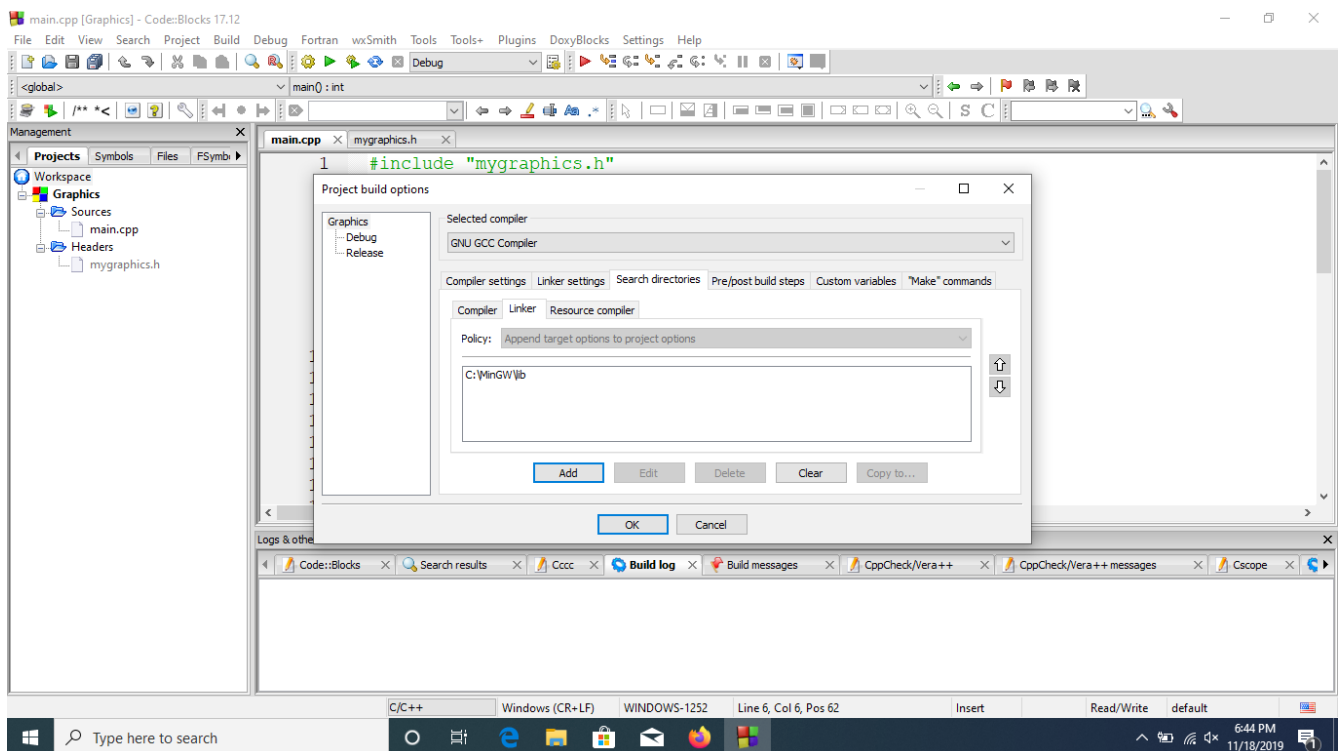 main.cpp [Graphics] - Code::Blocks 17.12
File Edit View Search Project Build Debug Fortran wxSmith Tools Tools+ Plugins DoxyBlocks Settings Help
Debug
<global> main() : int
/** *< S C
Management
Projects Symbols Files FSymb
main.cpp mygraphics.h
Workspace
Graphics
Sources
main.cpp
Headers
mygraphics.h
1 #include "mygraphics.h"
Project build options
Graphics
Debug
Release
Selected compiler
GNU GCC Compiler
Compiler settings Linker settings Search directories Pre/post build steps Custom variables "Make" commands
Compiler Linker Resource compiler
Policy: Append target options to project options
C:\MinGW\lib
Add Edit Delete Clear Copy to...
OK Cancel
Logs & othe
Code::Blocks Search results Cccc Build log Build messages CppCheck/Vera++ CppCheck/Vera++ messages Cscope
C/C++ Windows (CR+LF) WINDOWS-1252 Line 6, Col 6, Pos 62 Insert Read/Write default
Type here to search
6:44 PM
11/18/2019